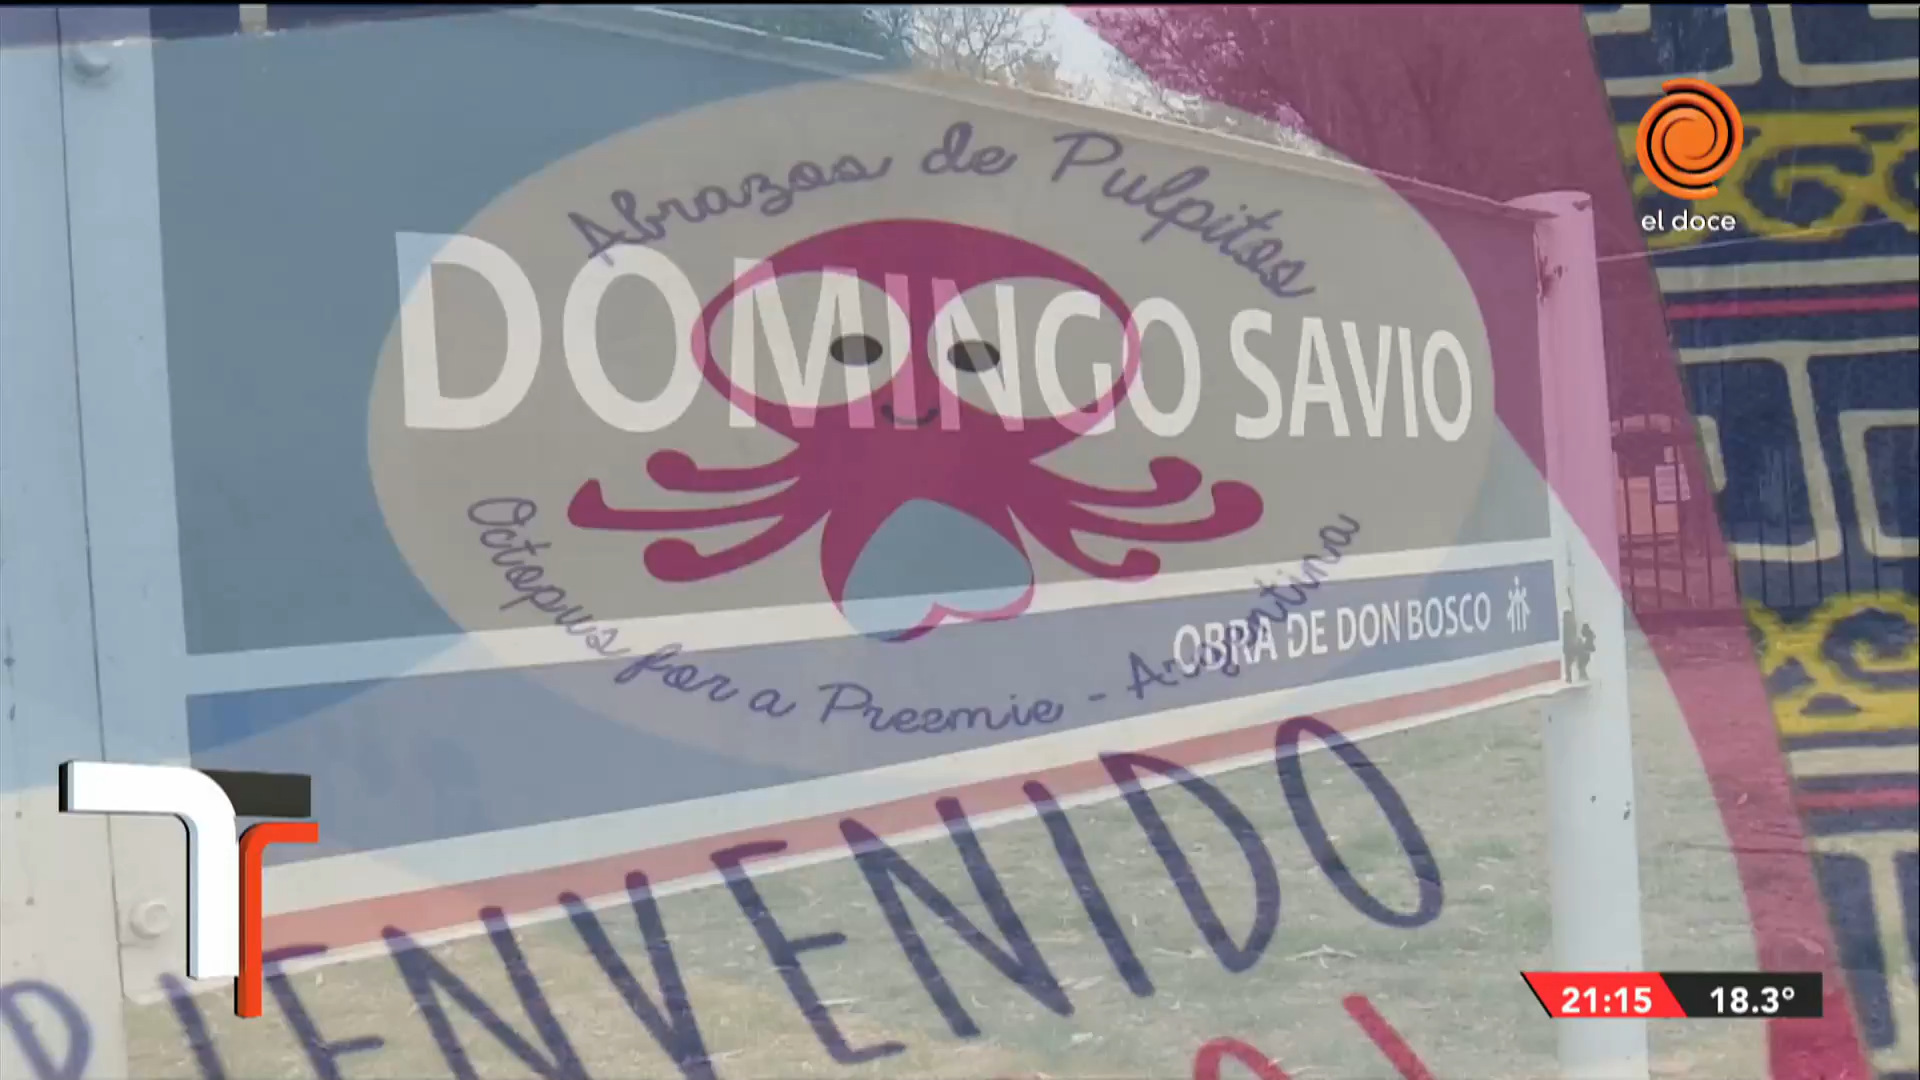 Abrazos de Pulpitos
el doce
DOMINGO SAVIO
Octopus for a Preemie - Argentina
OBRA DE DON BOSCO
BIENVENIDO
21:15 18.3°